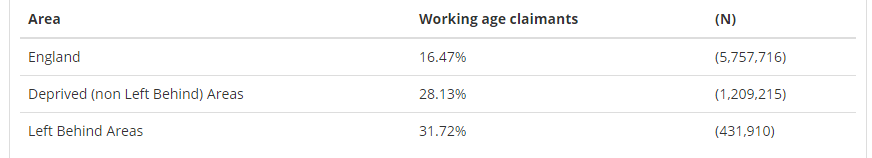 Area Working age claimants (N)
England 16.47% (5,757,716)
Deprived (non Left Behind) Areas 28.13% (1,209,215)
Left Behind Areas 31.72% (431,910)